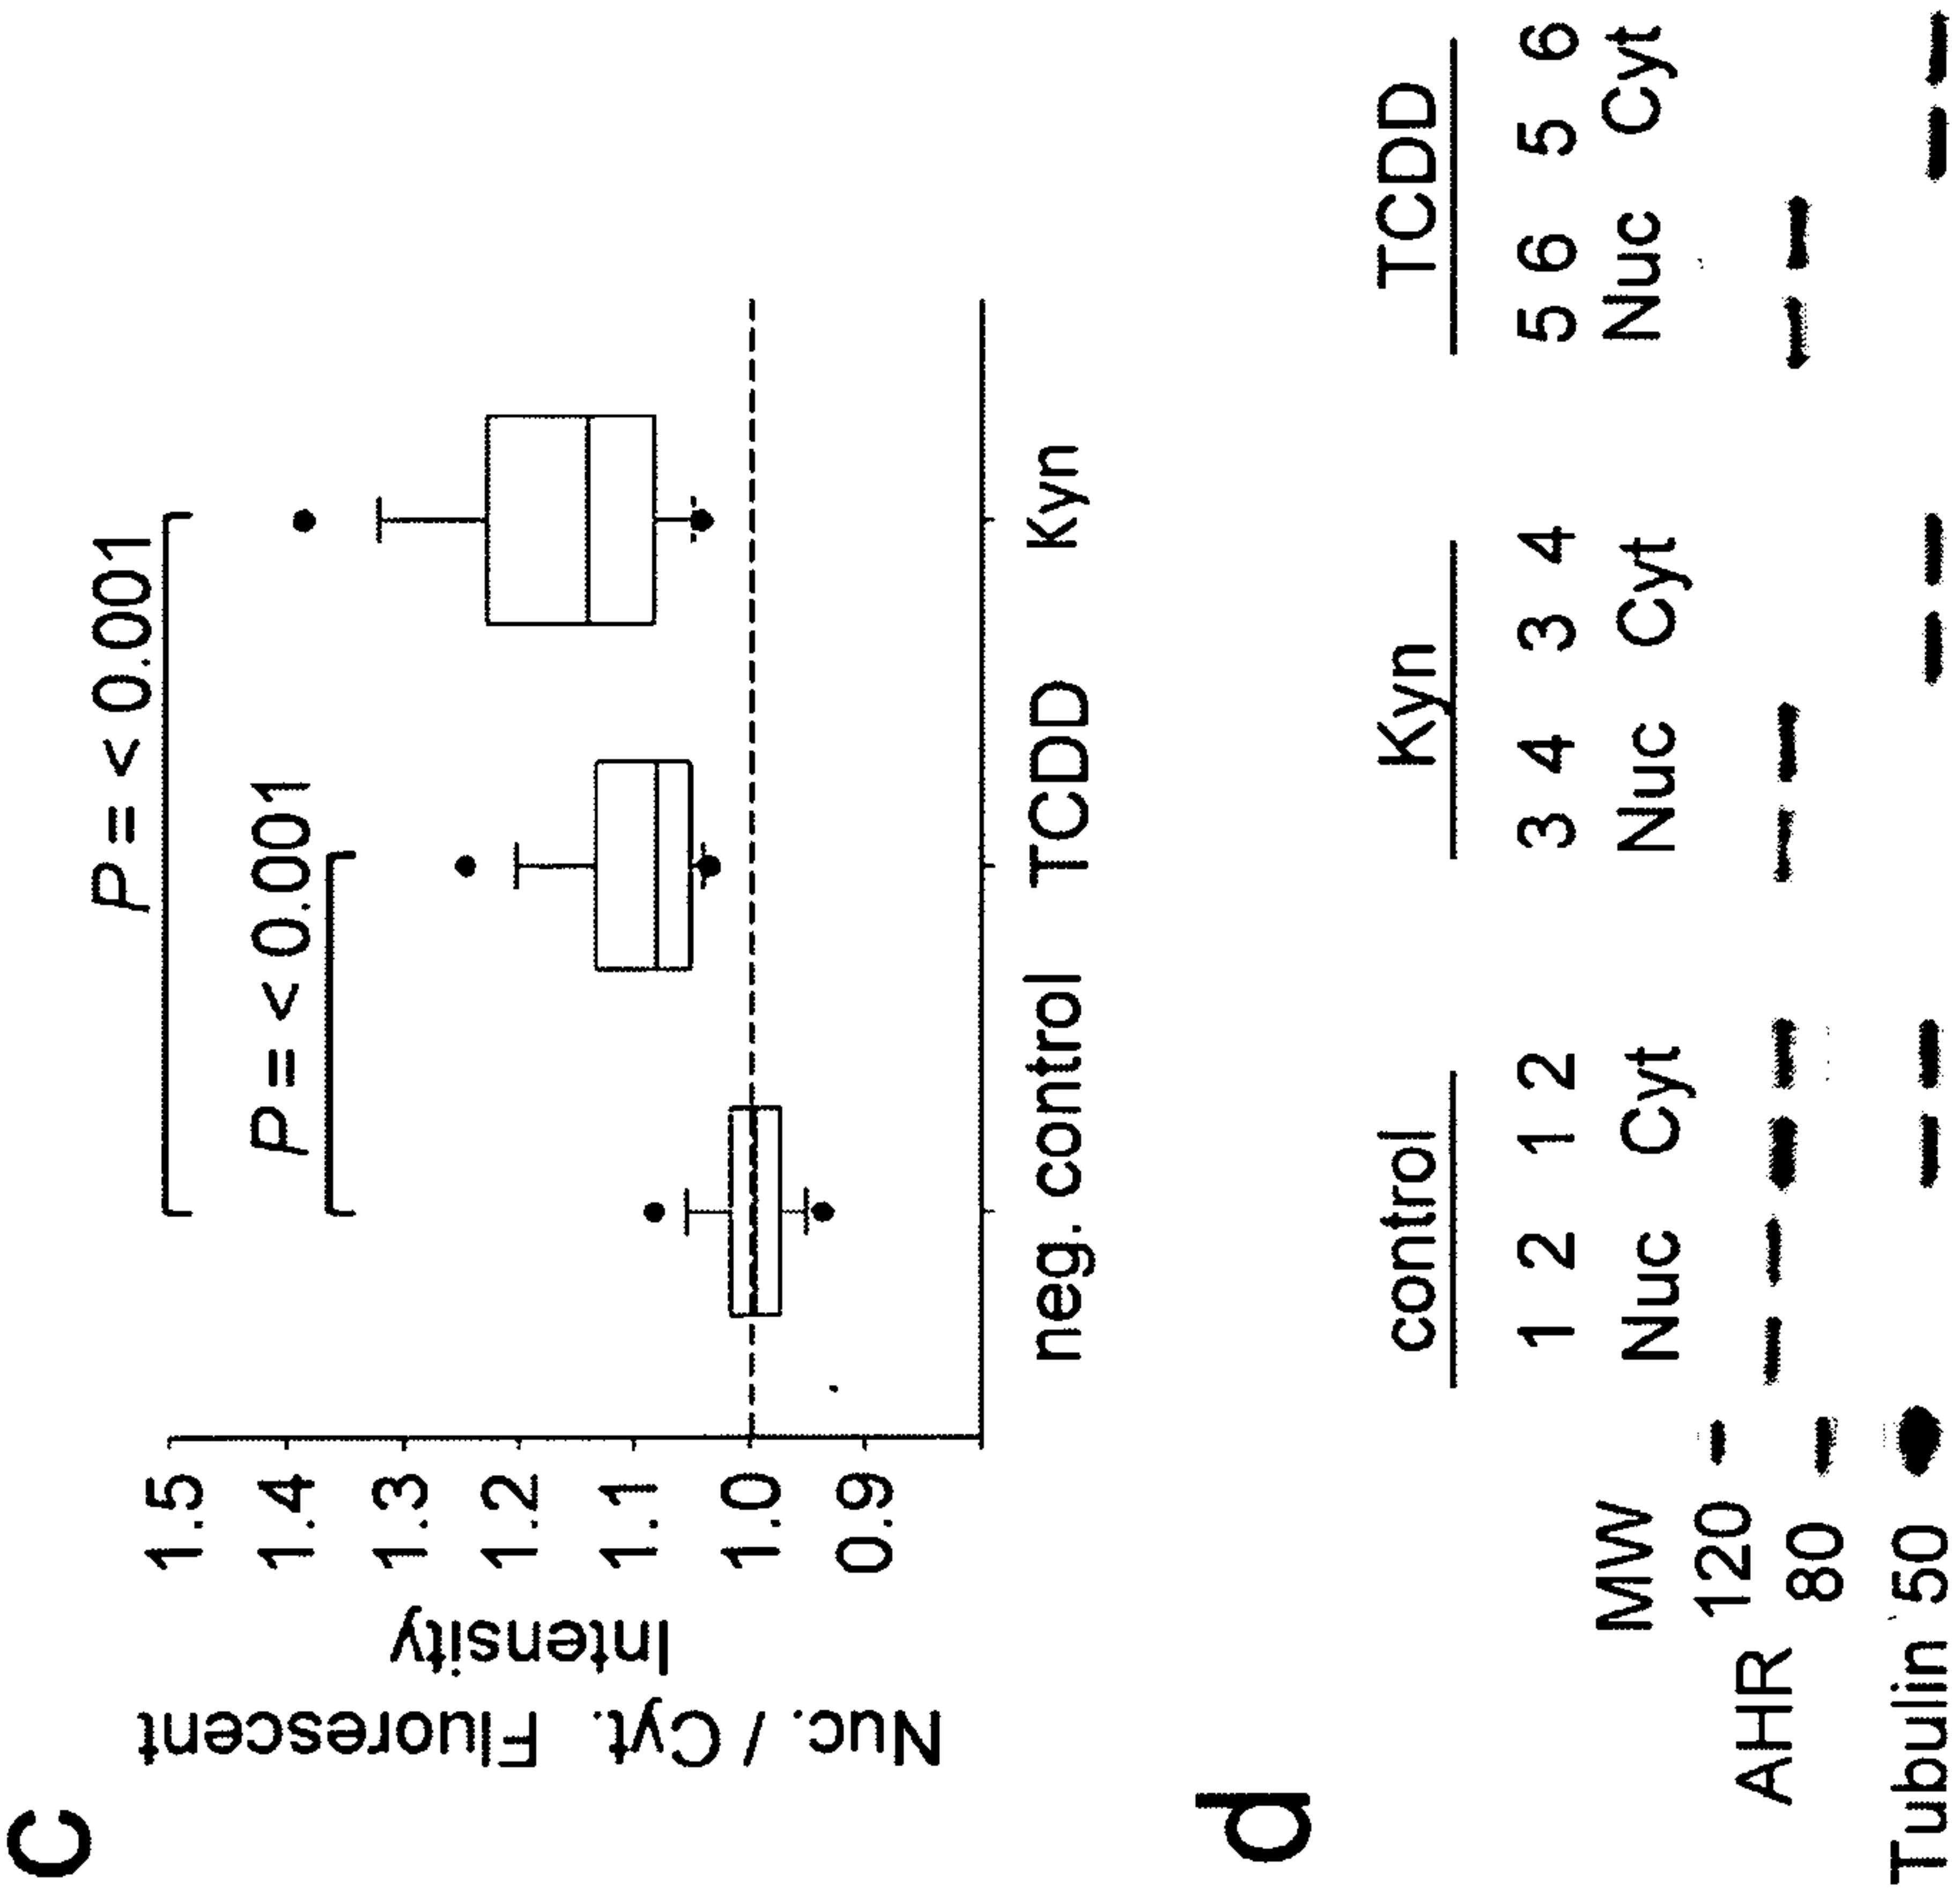 c
P = < 0.001
P = < 0.001
Nuc. / Cyt. Fluorescent
Intensity
1.5
1.4
1.3
1.2
1.1
1.0
0.9
neg. control TCDD Kyn
d
control Kyn TCDD
1 2 1 2 3 4 3 4 5 6 5 6
MW Nuc Cyt Nuc Cyt Nuc Cyt
120
AHR
80
Tubulin 50